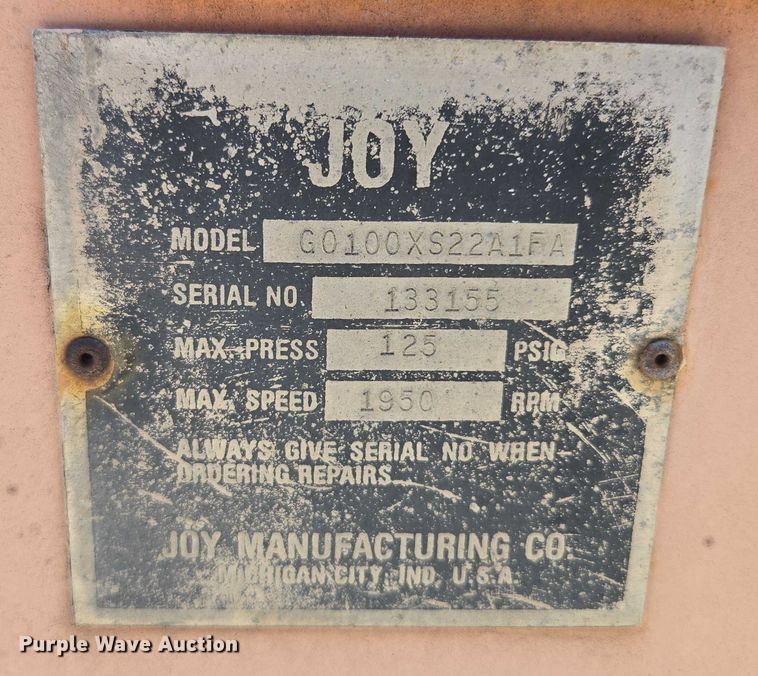 JOY
MODEL G0100XS22A1FA
SERIAL NO. 133155
MAX. PRESS 125 PSIG
MAX. SPEED 1950 RPM
ALWAYS GIVE SERIAL NO. WHEN
ORDERING REPAIRS.
JOY MANUFACTURING CO.
MICHIGAN CITY, IND. U.S.A.
Purple Wave Auction